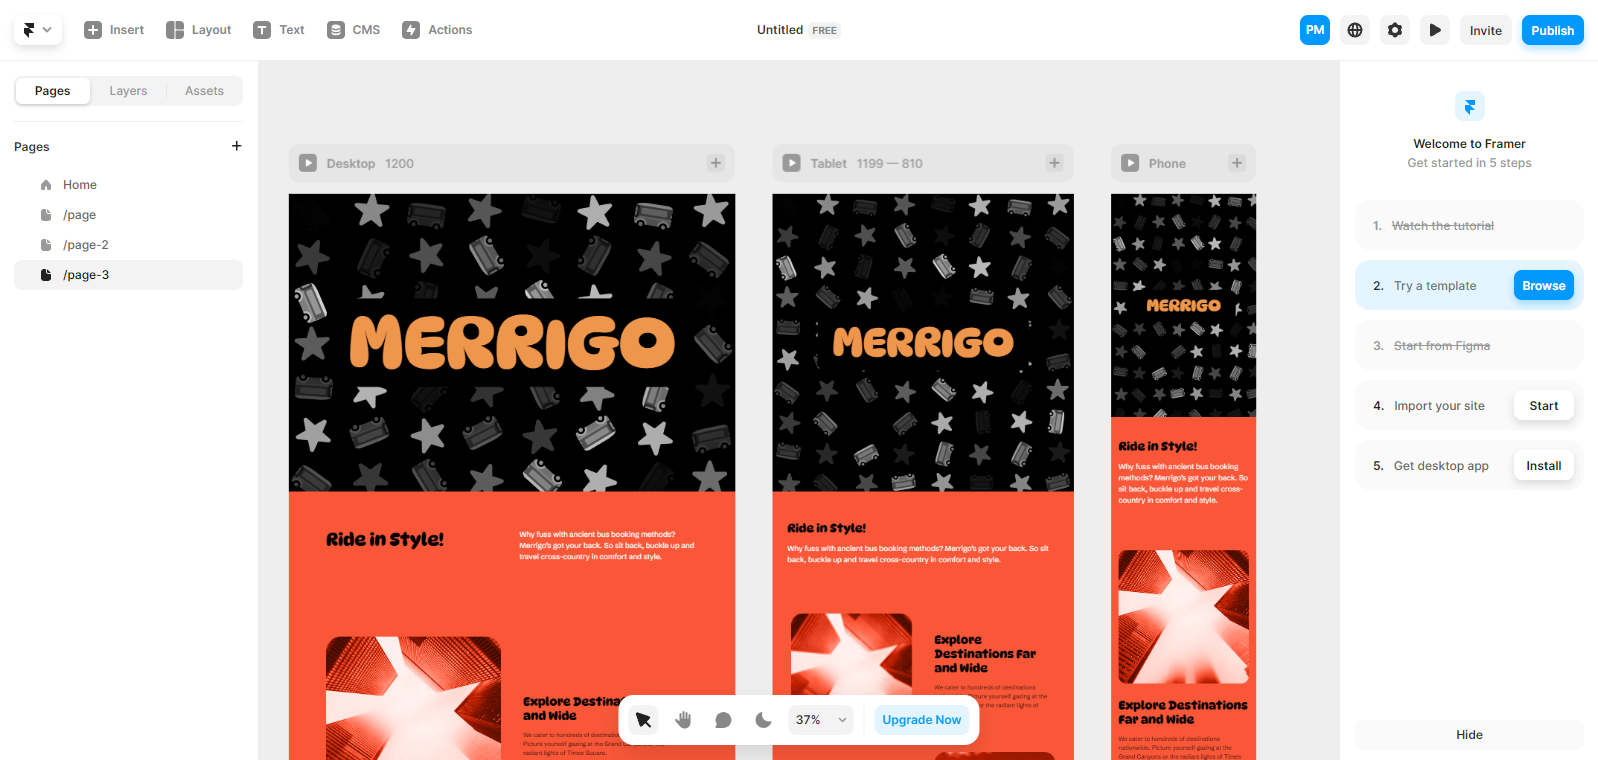 Insert
Layout
Text
CMS
Actions
Untitled FREE
PM
Invite
Publish
Pages
Layers
Assets
Pages
Home
/page
/page-2
/page-3
Desktop 1200
MERRIGO
Ride in Style!
Why fuss with ancient bus booking methods?
Merrigo's got your back. So sit back, buckle up and
travel cross-country in comfort and style.
Explore Destina
and Wide
We cater to hundreds of destinatio
Picture yourself gazing at the Grand
or the radiant lights of Times Square.
Tablet 1199 — 810
MERRIGO
Ride in Style!
Why fuss with ancient bus booking methods? Merrigo's got your back. So sit
back, buckle up and travel cross-country in comfort and style.
Explore
Destinations Far
and Wide
We cater to hundreds of destinations
Picture yourself gazing at the
or the radiant lights of
Phone
MERRIGO
Ride in Style!
Why fuss with ancient bus booking
methods? Merrigo's got your back. So
sit back, buckle up and travel cross-
country in comfort and style.
Explore Destinations
Far and Wide
We cater to hundreds of destinations
nationwide. Picture yourself gazing at the
Grand Canyons or the radiant lights of Times
37%
Upgrade Now
Welcome to Framer
Get started in 5 steps
1. Watch the tutorial
2. Try a template
Browse
3. Start from Figma
4. Import your site
Start
5. Get desktop app
Install
Hide